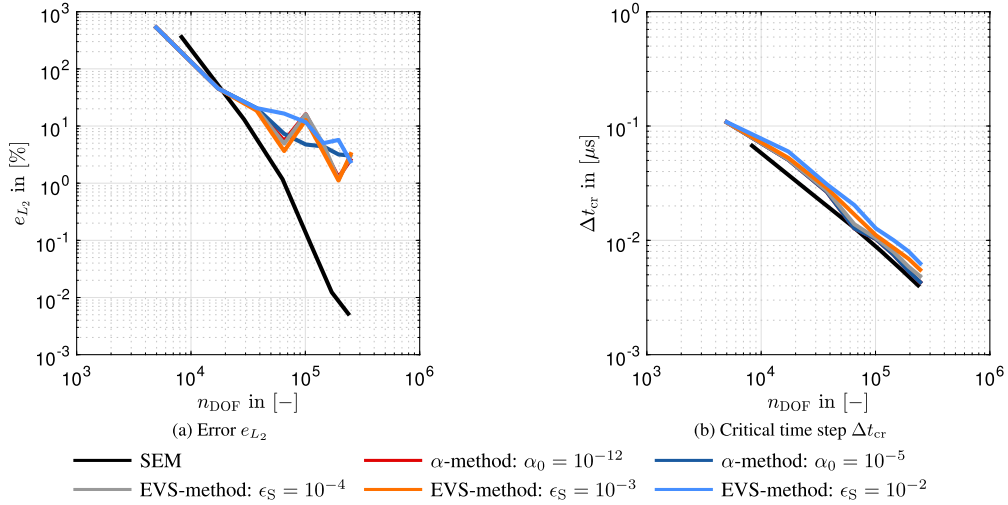 10^3
10^2
10^1
10^0
10^-1
10^-2
10^-3
e_{L_2} in [%]
10^3 10^4 10^5 10^6
n_DOF in [−]
(a) Error e_{L_2}
10^0
10^-1
10^-2
10^-3
Δt_cr in [μs]
10^3 10^4 10^5 10^6
n_DOF in [−]
(b) Critical time step Δt_cr
SEM α-method: α_0 = 10^−12 α-method: α_0 = 10^−5
EVS-method: ϵ_S = 10^−4 EVS-method: ϵ_S = 10^−3 EVS-method: ϵ_S = 10^−2